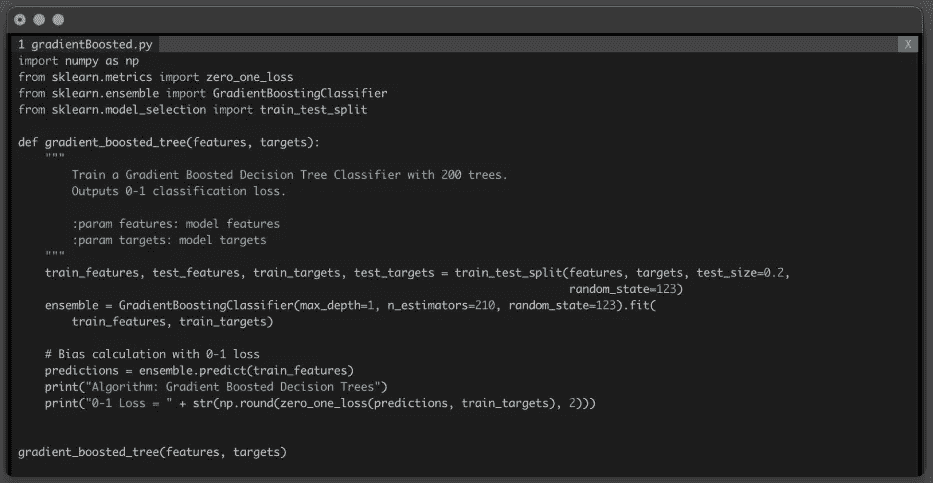 1 gradientBoosted.py X
import numpy as np
from sklearn.metrics import zero_one_loss
from sklearn.ensemble import GradientBoostingClassifier
from sklearn.model_selection import train_test_split

def gradient_boosted_tree(features, targets):
    """
        Train a Gradient Boosted Decision Tree Classifier with 200 trees.
        Outputs 0-1 classification loss.

        :param features: model features
        :param targets: model targets
    """
    train_features, test_features, train_targets, test_targets = train_test_split(features, targets, test_size=0.2,
                                                                                  random_state=123)
    ensemble = GradientBoostingClassifier(max_depth=1, n_estimators=210, random_state=123).fit(
        train_features, train_targets)

    # Bias calculation with 0-1 loss
    predictions = ensemble.predict(train_features)
    print("Algorithm: Gradient Boosted Decision Trees")
    print("0-1 Loss = " + str(np.round(zero_one_loss(predictions, train_targets), 2)))


gradient_boosted_tree(features, targets)